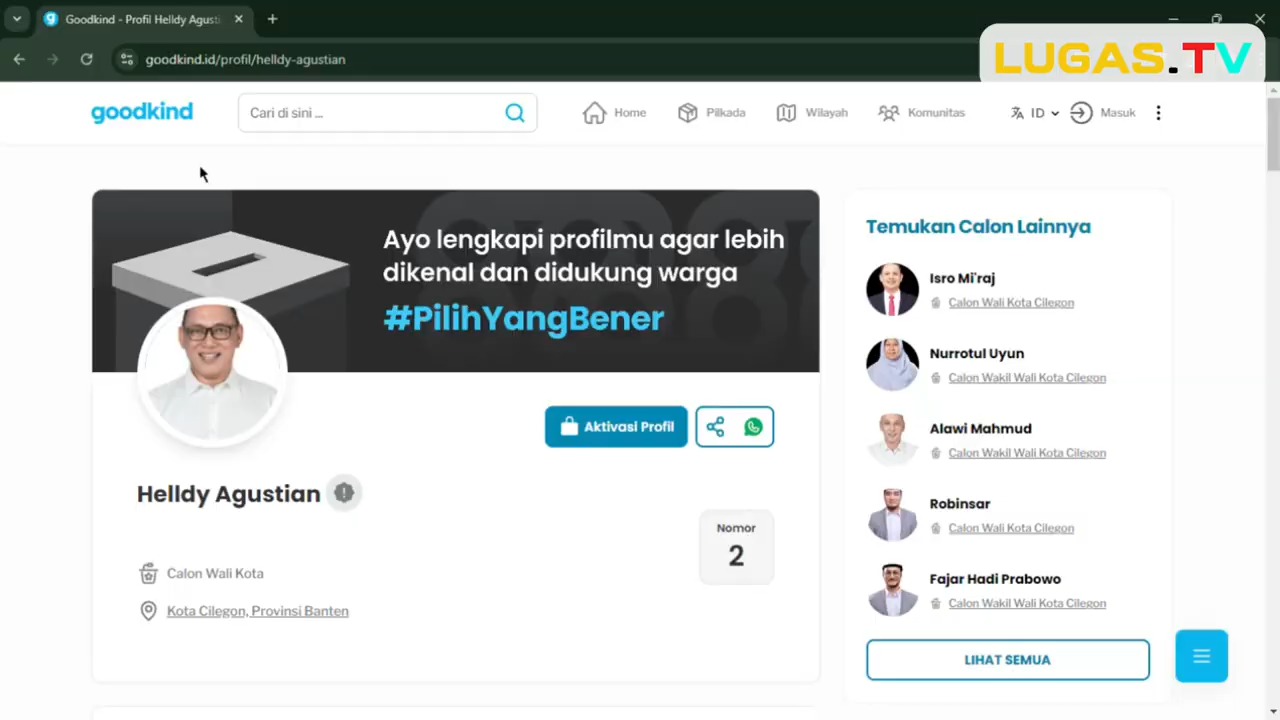 Goodkind - Profil Helldy Agusti
LUGAS.TV
goodkind.id/profil/helldy-agustian
goodkind
Cari di sini ...
Home
Pilkada
Wilayah
Komunitas
ID
Masuk
Ayo lengkapi profilmu agar lebih
dikenal dan didukung warga
#PilihYangBener
Aktivasi Profil
Helldy Agustian
Nomor
2
Calon Wali Kota
Kota Cilegon, Provinsi Banten
Temukan Calon Lainnya
Isro Mi'raj
Calon Wali Kota Cilegon
Nurrotul Uyun
Calon Wakil Wali Kota Cilegon
Alawi Mahmud
Calon Wakil Wali Kota Cilegon
Robinsar
Calon Wali Kota Cilegon
Fajar Hadi Prabowo
Calon Wakil Wali Kota Cilegon
LIHAT SEMUA